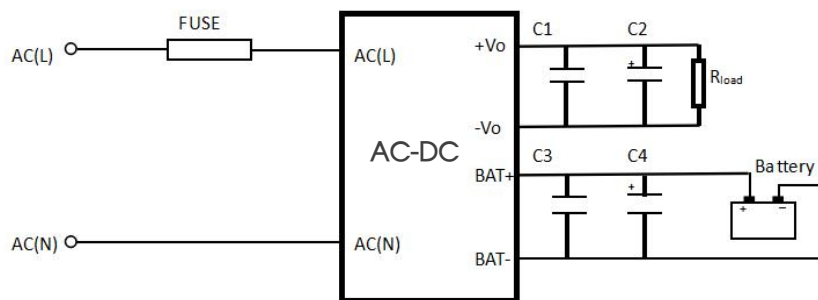 FUSE
AC(L)
AC(L)
+Vo
C1
C2
+
Rload
-Vo
AC-DC
C3
C4
Battery
BAT+
+
+ −
AC(N)
AC(N)
BAT-